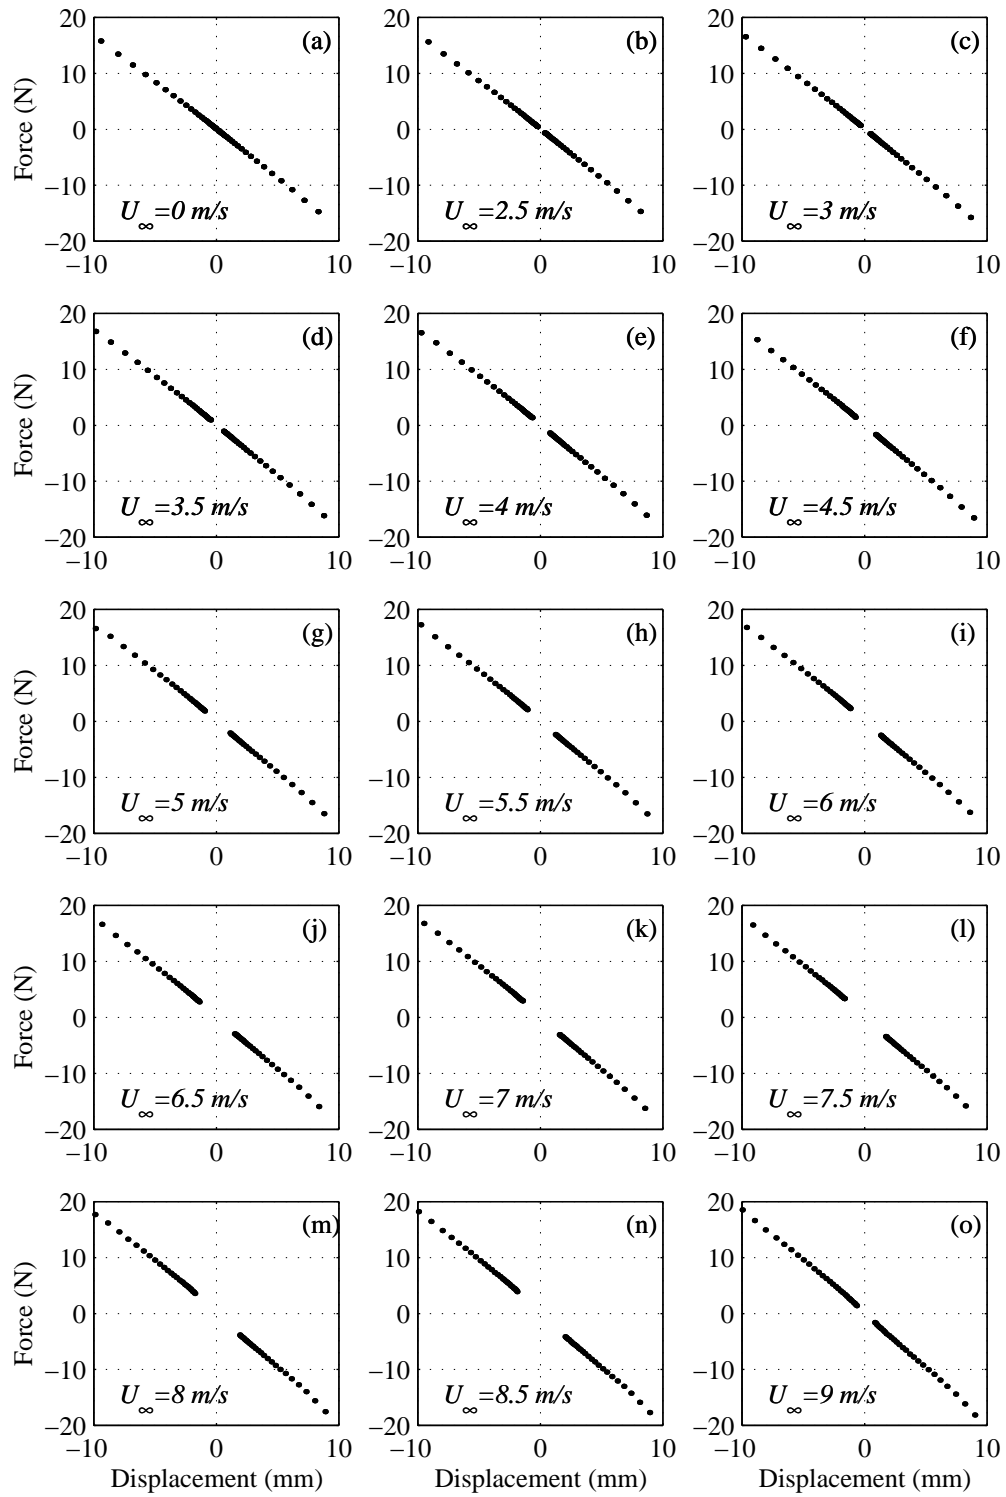 20 (a) 20 (b) 20 (c)
10 10 10
Force (N)
0 0 0
−10 −10 −10
U∞=0 m/s U∞=2.5 m/s U∞=3 m/s
−20 −20 −20
−10 0 10 −10 0 10 −10 0 10
20 (d) 20 (e) 20 (f)
10 10 10
Force (N)
0 0 0
−10 −10 −10
U∞=3.5 m/s U∞=4 m/s U∞=4.5 m/s
−20 −20 −20
−10 0 10 −10 0 10 −10 0 10
20 (g) 20 (h) 20 (i)
10 10 10
Force (N)
0 0 0
−10 −10 −10
U∞=5 m/s U∞=5.5 m/s U∞=6 m/s
−20 −20 −20
−10 0 10 −10 0 10 −10 0 10
20 (j) 20 (k) 20 (l)
10 10 10
Force (N)
0 0 0
−10 −10 −10
U∞=6.5 m/s U∞=7 m/s U∞=7.5 m/s
−20 −20 −20
−10 0 10 −10 0 10 −10 0 10
20 (m) 20 (n) 20 (o)
10 10 10
Force (N)
0 0 0
−10 −10 −10
U∞=8 m/s U∞=8.5 m/s U∞=9 m/s
−20 −20 −20
−10 0 10 −10 0 10 −10 0 10
Displacement (mm) Displacement (mm) Displacement (mm)